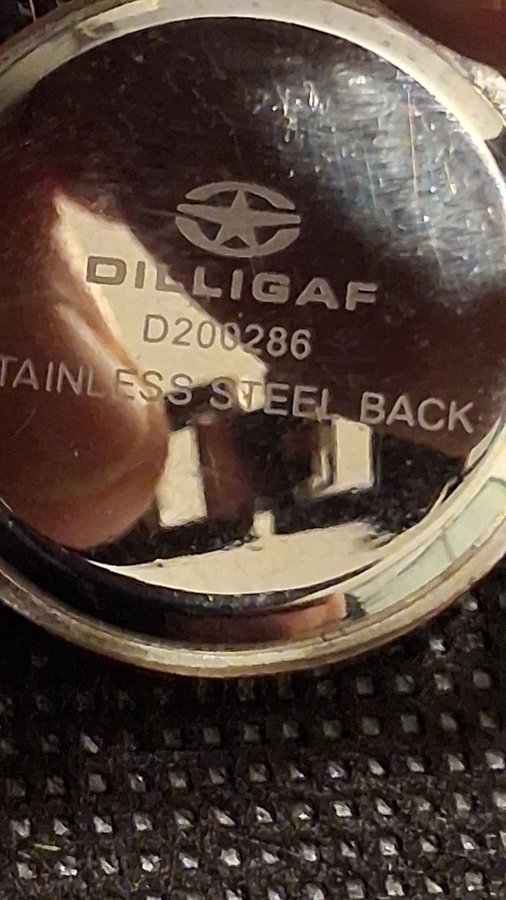 DILLIGAF
D200286
TAINLESS STEEL BACK